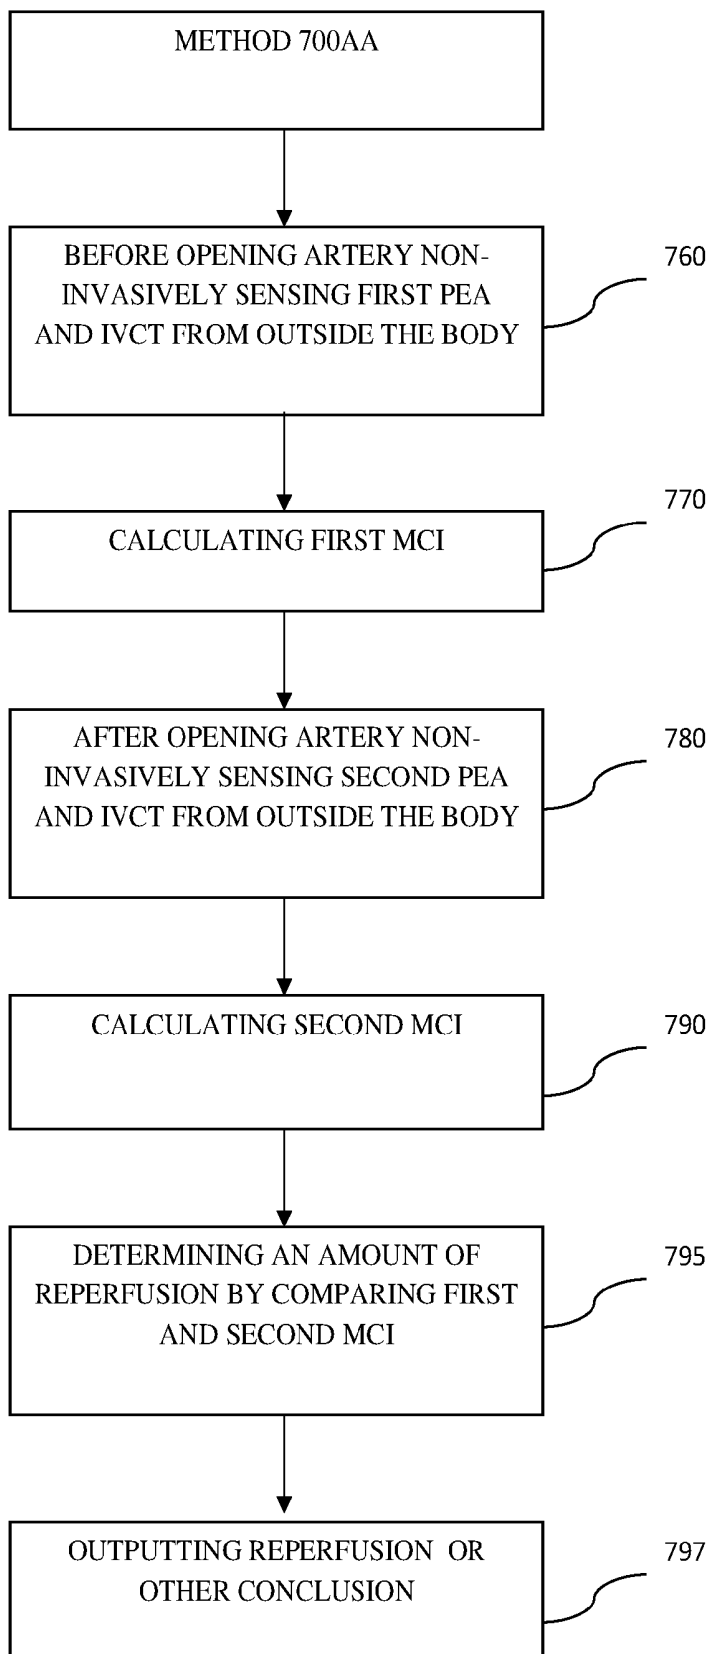 METHOD 700AA
BEFORE OPENING ARTERY NON-
INVASIVELY SENSING FIRST PEA
AND IVCT FROM OUTSIDE THE BODY
760
CALCULATING FIRST MCI
770
AFTER OPENING ARTERY NON-
INVASIVELY SENSING SECOND PEA
AND IVCT FROM OUTSIDE THE BODY
780
CALCULATING SECOND MCI
790
DETERMINING AN AMOUNT OF
REPERFUSION BY COMPARING FIRST
AND SECOND MCI
795
OUTPUTTING REPERFUSION OR
OTHER CONCLUSION
797